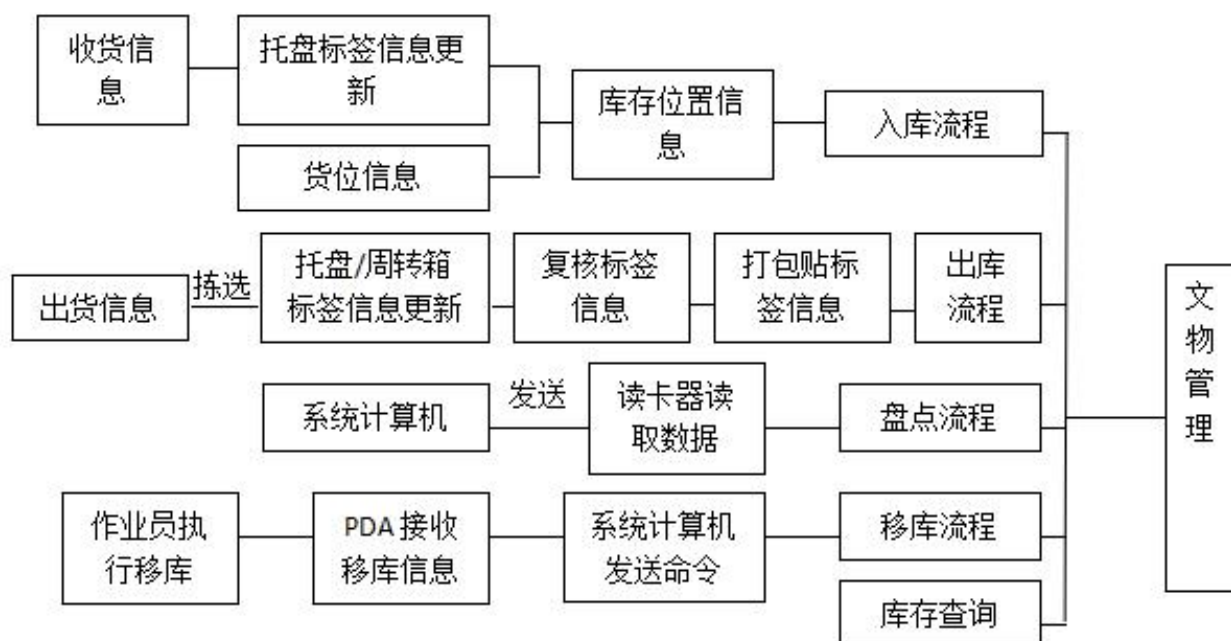 收货信
息
托盘标签信息更
新
货位信息
库存位置信
息
入库流程
出货信息
拣选
托盘/周转箱
标签信息更新
复核标签
信息
打包贴标
签信息
出库
流程
系统计算机
发送
读卡器读
取数据
盘点流程
作业员执
行移库
PDA接收
移库信息
系统计算机
发送命令
移库流程
库存查询
文
物
管
理